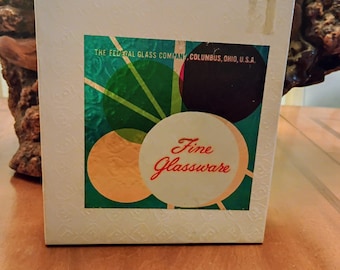 THE FEDERAL GLASS COMPANY, COLUMBUS, OHIO, U.S.A.
Fine
Glassware